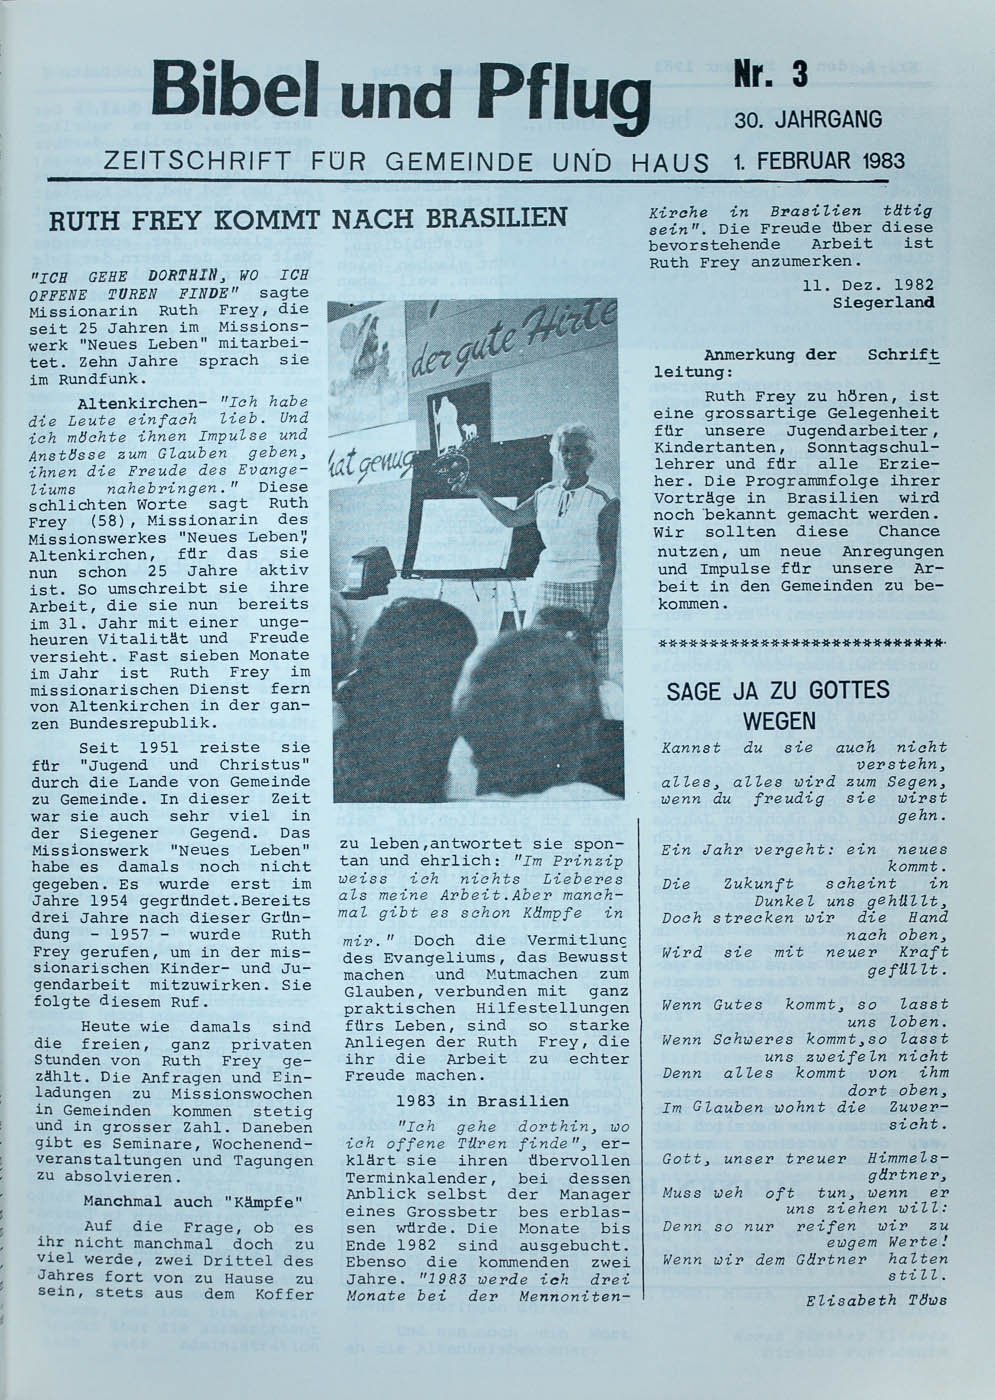 Bibel und Pflug
Nr. 3
30. JAHRGANG
ZEITSCHRIFT FÜR GEMEINDE UND HAUS
1. FEBRUAR 1983
RUTH FREY KOMMT NACH BRASILIEN
"ICH GEHE DORTHIN, WO ICH
OFFENE TÜREN FINDE" sagte
Missionarin Ruth Frey, die
seit 25 Jahren im Missions-
werk "Neues Leben" mitarbei-
tet. Zehn Jahre sprach sie
im Rundfunk.
Altenkirchen- "Ich habe
die Leute einfach lieb. Und
ich möchte ihnen Impulse und
Anstösse zum Glauben geben,
ihnen die Freude des Evange-
liums nahebringen." Diese
schlichten Worte sagt Ruth
Frey (58), Missionarin des
Missionswerkes "Neues Leben",
Altenkirchen, für das sie
nun schon 25 Jahre aktiv
ist. So umschreibt sie ihre
Arbeit, die sie nun bereits
im 31. Jahr mit einer unge-
heuren Vitalität und Freude
versieht. Fast sieben Monate
im Jahr ist Ruth Frey im
missionarischen Dienst fern
von Altenkirchen in der gan-
zen Bundesrepublik.
Seit 1951 reiste sie
für "Jugend und Christus"
durch die Lande von Gemeinde
zu Gemeinde. In dieser Zeit
war sie auch sehr viel in
der Siegener Gegend. Das
Missionswerk "Neues Leben"
habe es damals noch nicht
gegeben. Es wurde erst im
Jahre 1954 gegründet.Bereits
drei Jahre nach dieser Grün-
dung - 1957 - wurde Ruth
Frey gerufen, um in der mis-
sionarischen Kinder- und Ju-
gendarbeit mitzuwirken. Sie
folgte diesem Ruf.
Heute wie damals sind
die freien, ganz privaten
Stunden von Ruth Frey ge-
zählt. Die Anfragen und Ein-
ladungen zu Missionswochen
in Gemeinden kommen stetig
und in grosser Zahl. Daneben
gibt es Seminare, Wochenend-
veranstaltungen und Tagungen
zu absolvieren.
Manchmal auch "Kämpfe"
Auf die Frage, ob es
ihr nicht manchmal doch zu
viel werde, zwei Drittel des
Jahres fort von zu Hause zu
sein, stets aus dem Koffer
der gute Hirte
hat genug
zu leben,antwortet sie spon-
tan und ehrlich: "Im Prinzip
weiss ich nichts Lieberes
als meine Arbeit.Aber manch-
mal gibt es schon Kämpfe in
mir." Doch die Vermittlung
des Evangeliums, das Bewusst
machen und Mutmachen zum
Glauben, verbunden mit ganz
praktischen Hilfestellungen
fürs Leben, sind so starke
Anliegen der Ruth Frey, die
ihr die Arbeit zu echter
Freude machen.
1983 in Brasilien
"Ich gehe dorthin, wo
ich offene Türen finde", er-
klärt sie ihren übervollen
Terminkalender, bei dessen
Anblick selbst der Manager
eines Grossbetr bes erblas-
sen würde. Die Monate bis
Ende 1982 sind ausgebucht.
Ebenso die kommenden zwei
Jahre. "1983 werde ich drei
Monate bei der Mennoniten-
Kirche in Brasilien tätig
sein". Die Freude über diese
bevorstehende Arbeit ist
Ruth Frey anzumerken.
11. Dez. 1982
Siegerland
Anmerkung der Schrift
leitung:
Ruth Frey zu hören, ist
eine grossartige Gelegenheit
für unsere Jugendarbeiter,
Kindertanten, Sonntagschul-
lehrer und für alle Erzie-
her. Die Programmfolge ihrer
Vorträge in Brasilien wird
noch bekannt gemacht werden.
Wir sollten diese Chance
nutzen, um neue Anregungen
und Impulse für unsere Ar-
beit in den Gemeinden zu be-
kommen.
****************************
SAGE JA ZU GOTTES
WEGEN
Kannst du sie auch nicht
verstehn,
alles, alles wird zum Segen,
wenn du freudig sie wirst
gehn.
Ein Jahr vergeht: ein neues
kommt.
Die Zukunft scheint in
Dunkel uns gehüllt,
Doch strecken wir die Hand
nach oben,
Wird sie mit neuer Kraft
gefüllt.
Wenn Gutes kommt, so lasst
uns loben.
Wenn Schweres kommt,so lasst
uns zweifeln nicht
Denn alles kommt von ihm
dort oben,
Im Glauben wohnt die Zuver-
sicht.
Gott, unser treuer Himmels-
gärtner,
Muss weh oft tun, wenn er
uns ziehen will:
Denn so nur reifen wir zu
ewgem Werte!
Wenn wir dem Gärtner halten
still.
Elisabeth Töws